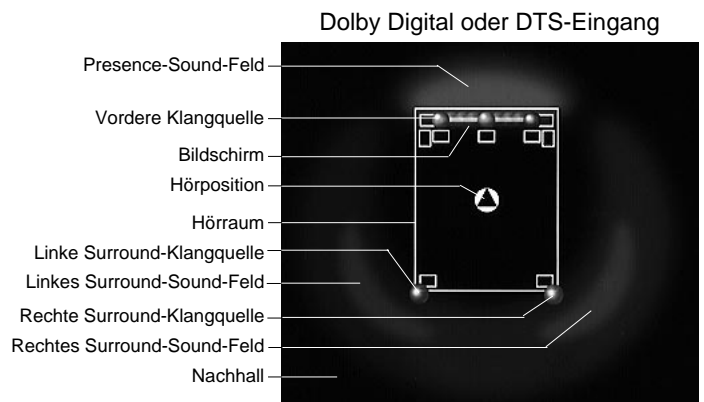 Dolby Digital oder DTS-Eingang
Presence-Sound-Feld
Vordere Klangquelle
Bildschirm
Hörposition
Hörraum
Linke Surround-Klangquelle
Linkes Surround-Sound-Feld
Rechte Surround-Klangquelle
Rechtes Surround-Sound-Feld
Nachhall